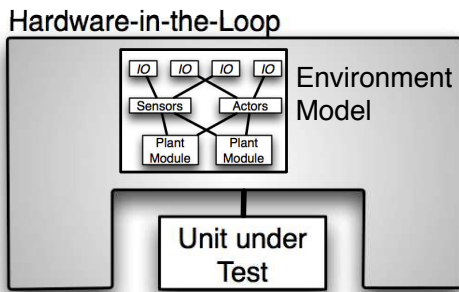 Hardware-in-the-Loop
IO IO IO IO
Sensors Actors
Plant Plant
Module Module
Environment
Model
Unit under
Test